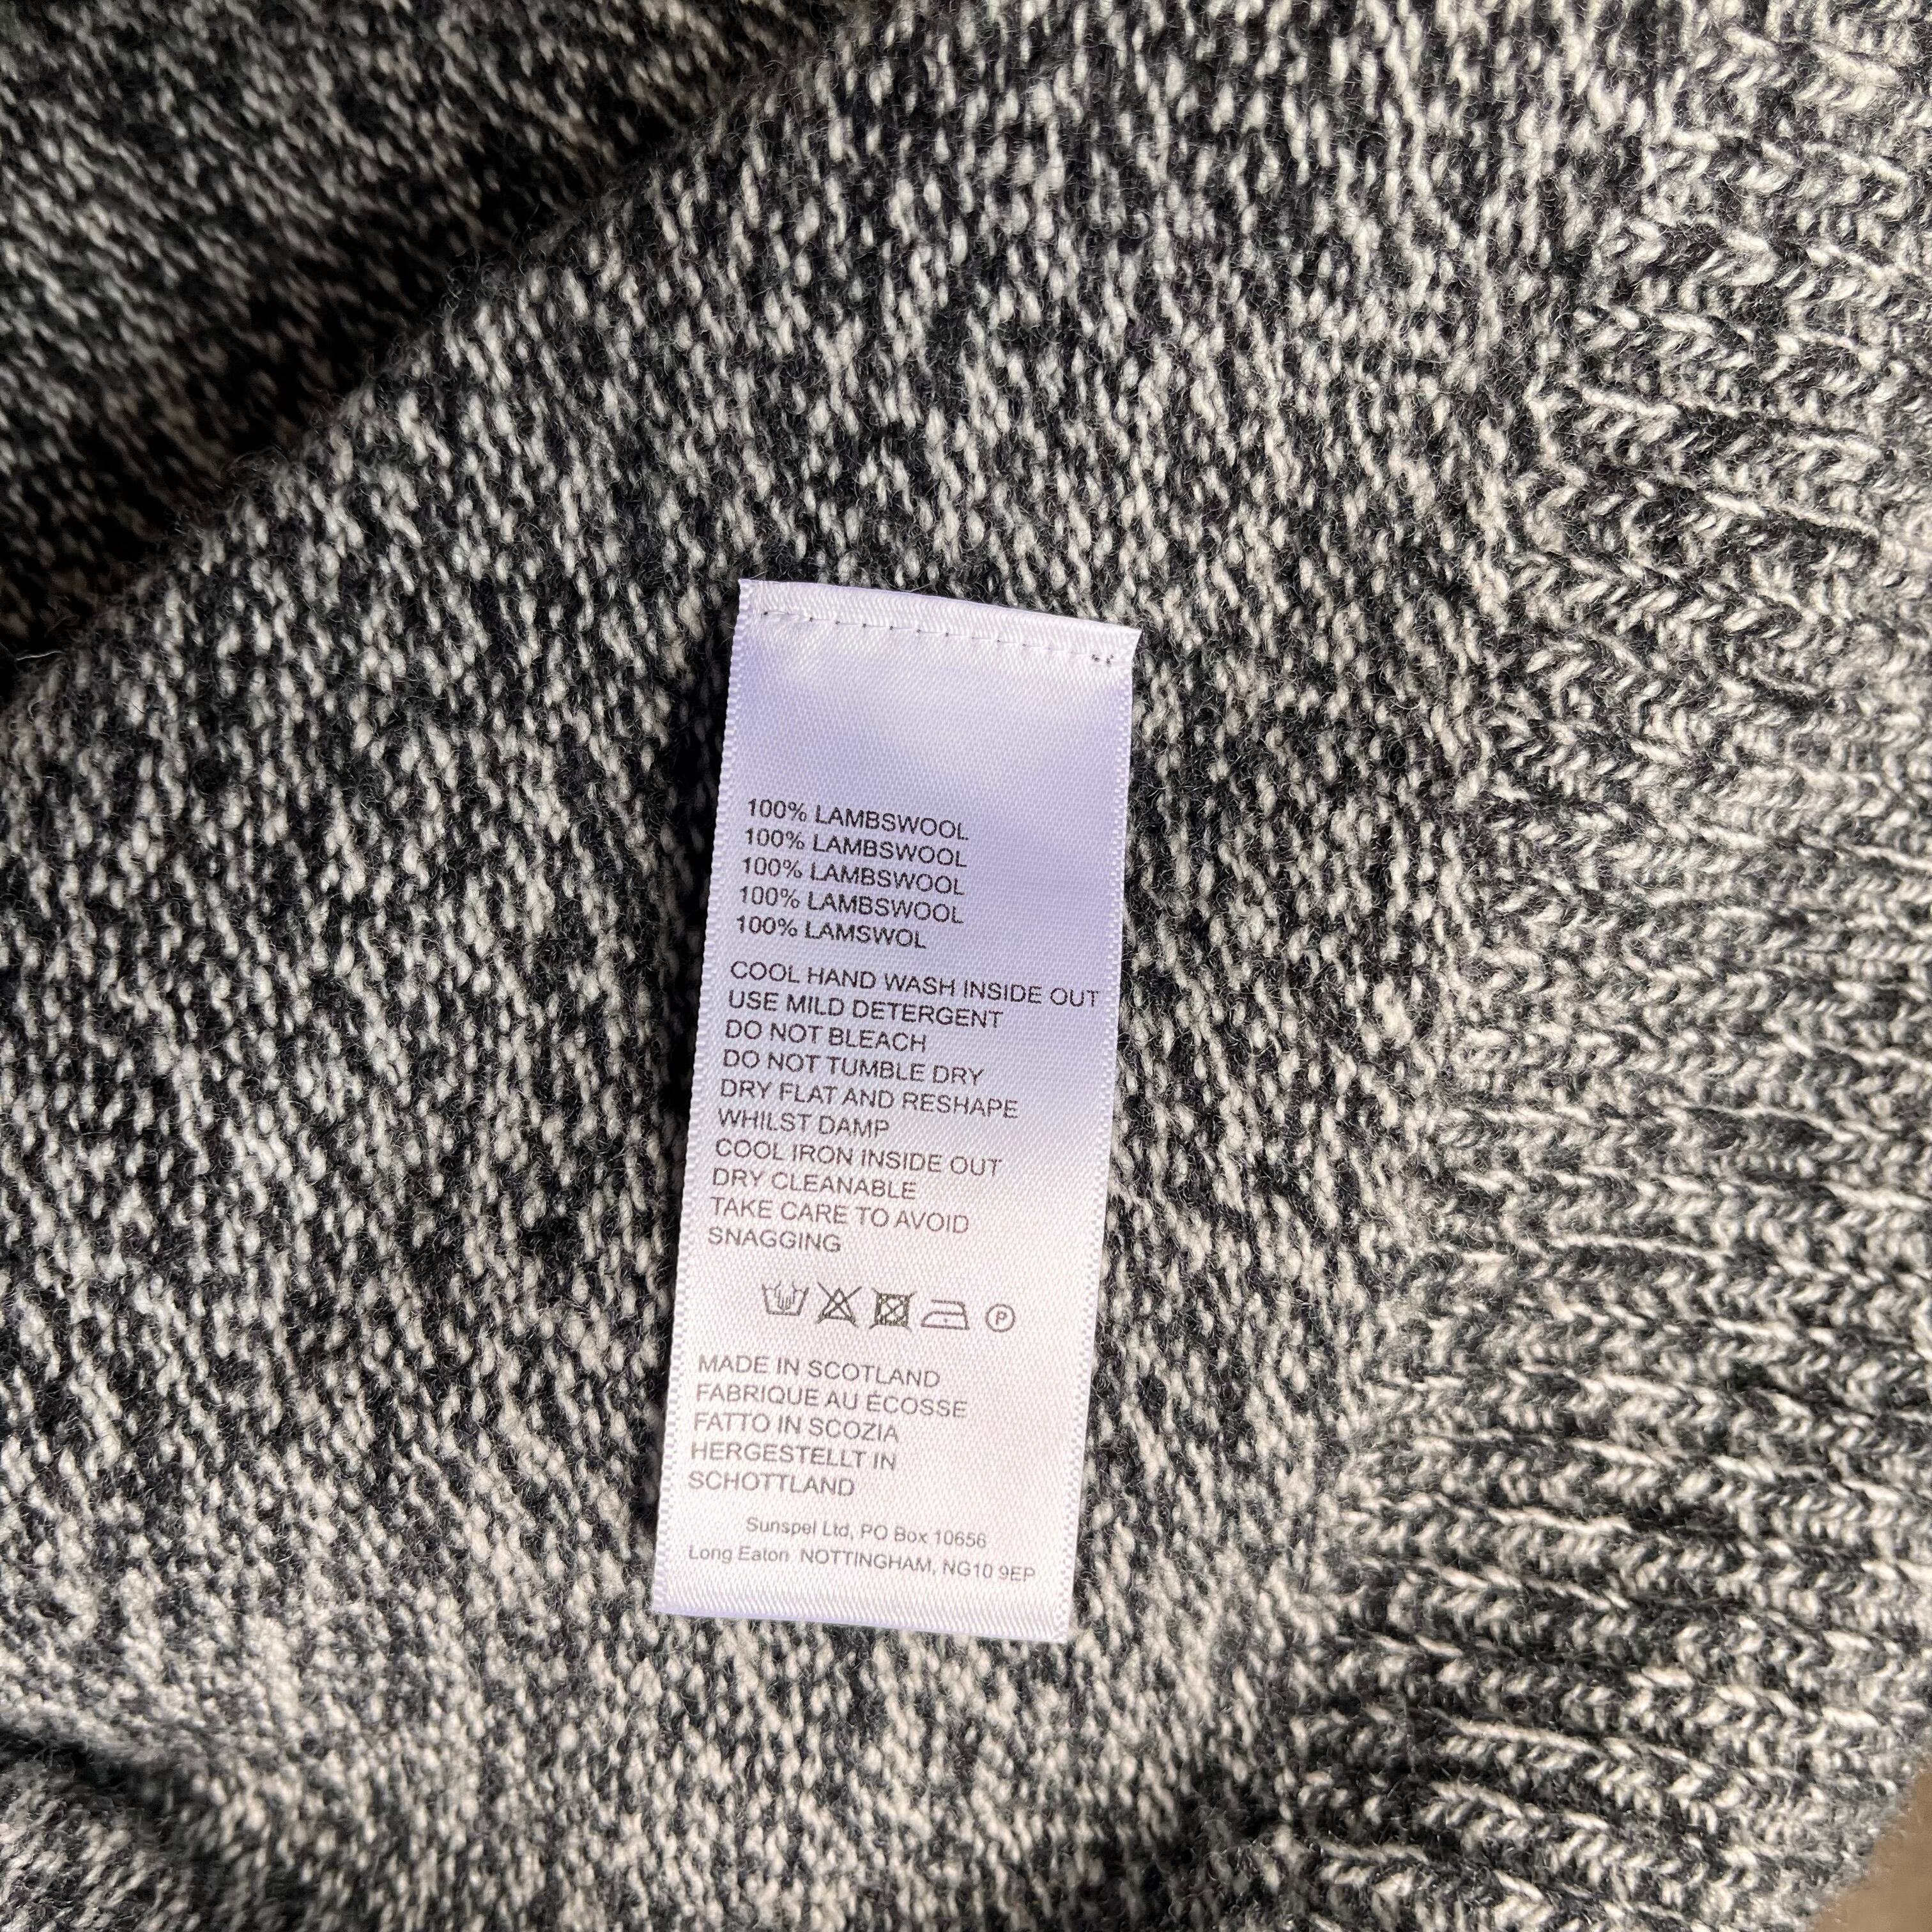 100% LAMBSWOOL
100% LAMBSWOOL
100% LAMBSWOOL
100% LAMBSWOOL
100% LAMSWOL
COOL HAND WASH INSIDE OUT
USE MILD DETERGENT
DO NOT BLEACH
DO NOT TUMBLE DRY
DRY FLAT AND RESHAPE
WHILST DAMP
COOL IRON INSIDE OUT
DRY CLEANABLE
TAKE CARE TO AVOID
SNAGGING
P
MADE IN SCOTLAND
FABRIQUE AU ÉCOSSE
FATTO IN SCOZIA
HERGESTELLT IN
SCHOTTLAND
Sunspel Ltd, PO Box 10656
Long Eaton NOTTINGHAM, NG10 9EP